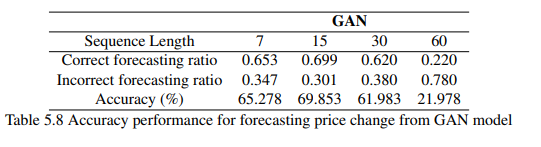 GAN
Sequence Length 7 15 30 60
Correct forecasting ratio 0.653 0.699 0.620 0.220
Incorrect forecasting ratio 0.347 0.301 0.380 0.780
Accuracy (%) 65.278 69.853 61.983 21.978
Table 5.8 Accuracy performance for forecasting price change from GAN model